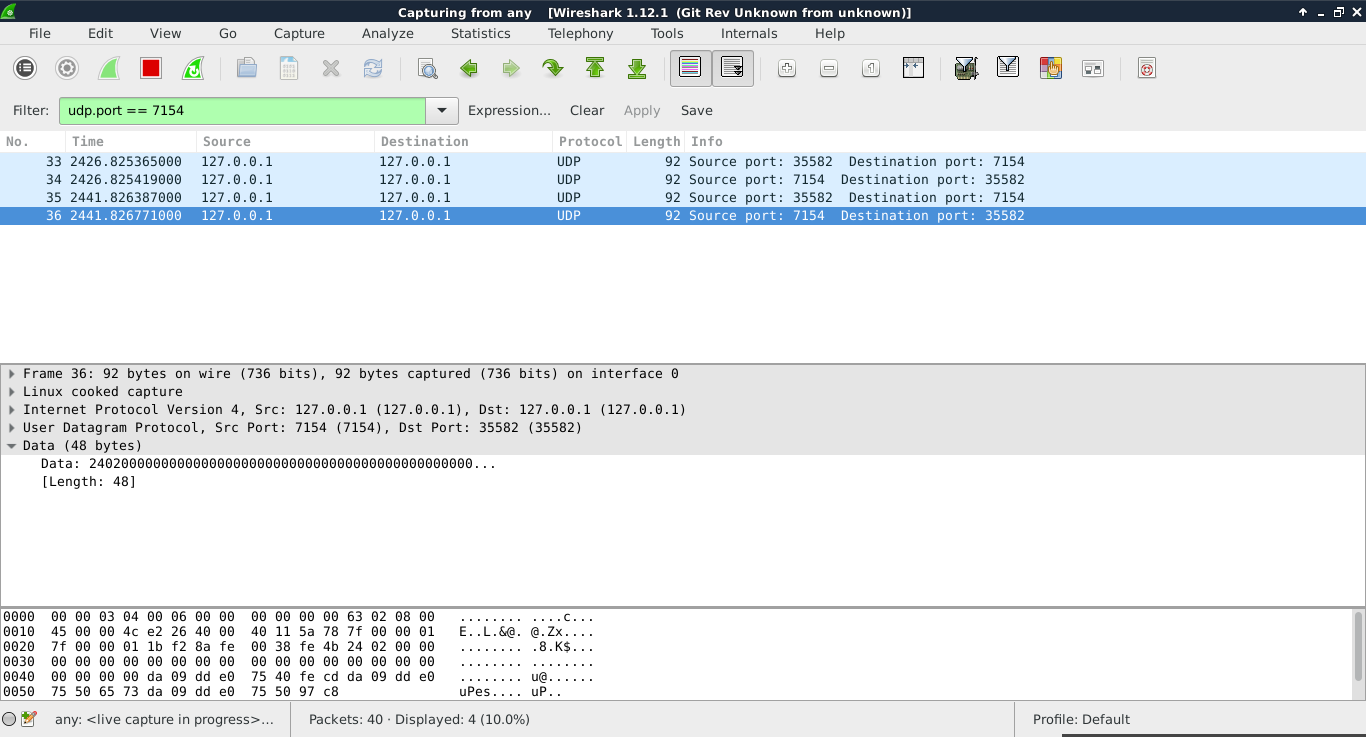 Capturing from any [Wireshark 1.12.1 (Git Rev Unknown from unknown)]
File Edit View Go Capture Analyze Statistics Telephony Tools Internals Help
Filter: udp.port == 7154 Expression... Clear Apply Save
No. Time Source Destination Protocol Length Info
33 2426.825365000 127.0.0.1 127.0.0.1 UDP 92 Source port: 35582 Destination port: 7154
34 2426.825419000 127.0.0.1 127.0.0.1 UDP 92 Source port: 7154 Destination port: 35582
35 2441.826387000 127.0.0.1 127.0.0.1 UDP 92 Source port: 35582 Destination port: 7154
36 2441.826771000 127.0.0.1 127.0.0.1 UDP 92 Source port: 7154 Destination port: 35582
Frame 36: 92 bytes on wire (736 bits), 92 bytes captured (736 bits) on interface 0
Linux cooked capture
Internet Protocol Version 4, Src: 127.0.0.1 (127.0.0.1), Dst: 127.0.0.1 (127.0.0.1)
User Datagram Protocol, Src Port: 7154 (7154), Dst Port: 35582 (35582)
Data (48 bytes)
Data: 240200000000000000000000000000000000000000000000...
[Length: 48]
0000 00 00 03 04 00 06 00 00 00 00 00 00 63 02 08 00 ........ ....c...
0010 45 00 00 4c e2 26 40 00 40 11 5a 78 7f 00 00 01 E..L.&@. @.Zx....
0020 7f 00 00 01 1b f2 8a fe 00 38 fe 4b 24 02 00 00 ........ .8.K$...
0030 00 00 00 00 00 00 00 00 00 00 00 00 00 00 00 00 ........ ........
0040 00 00 00 00 da 09 dd e0 75 40 fe cd da 09 dd e0 ........ u@......
0050 75 50 65 73 da 09 dd e0 75 50 97 c8 uPes.... uP..
any: <live capture in progress>... Packets: 40 · Displayed: 4 (10.0%) Profile: Default